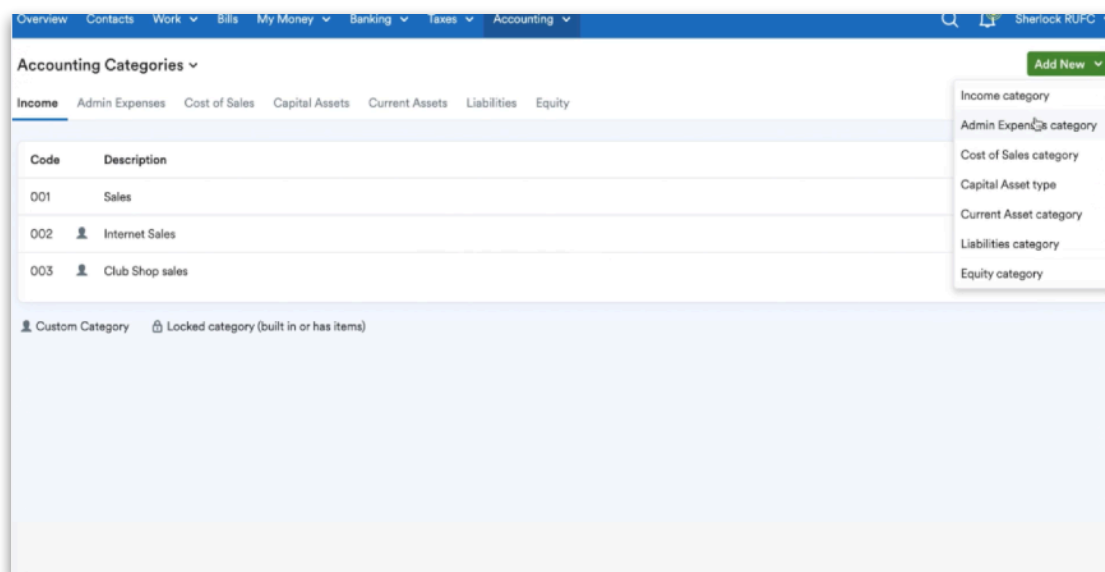 Overview Contacts Work Bills My Money Banking Taxes Accounting Sherlock RUFC
Accounting Categories
Add New
Income Admin Expenses Cost of Sales Capital Assets Current Assets Liabilities Equity
Income category
Admin Expenses category
Cost of Sales category
Capital Asset type
Current Asset category
Liabilities category
Equity category
Code Description
001 Sales
002 Internet Sales
003 Club Shop sales
Custom Category Locked category (built in or has items)